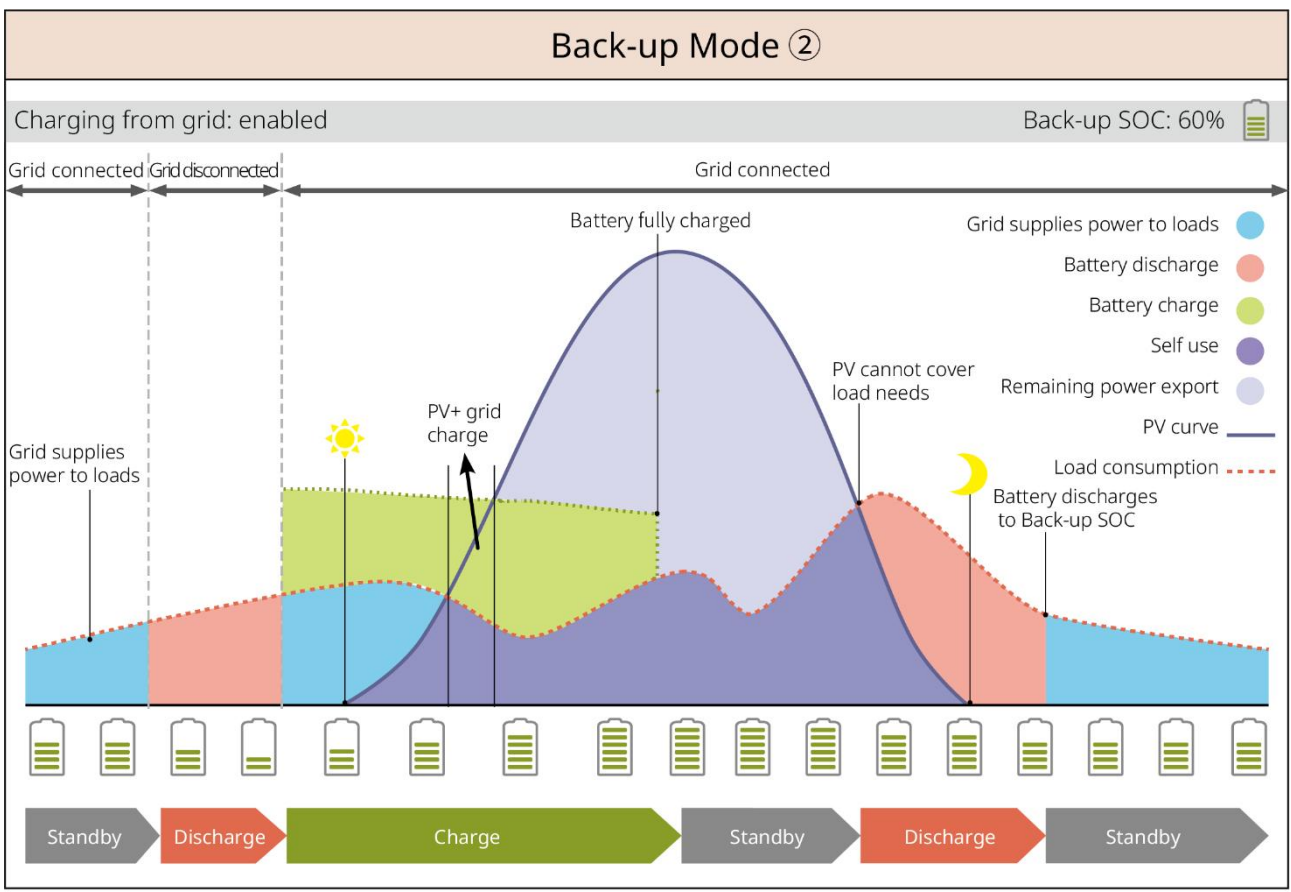 Back-up Mode ②
Charging from grid: enabled
Back-up SOC: 60%
Grid connected
Grid disconnected
Grid connected
Battery fully charged
Grid supplies power to loads
Battery discharge
Battery charge
Self use
Remaining power export
PV curve
Load consumption
PV cannot cover
load needs
PV+ grid
charge
Grid supplies
power to loads
Battery discharges
to Back-up SOC
Standby
Discharge
Charge
Standby
Discharge
Standby